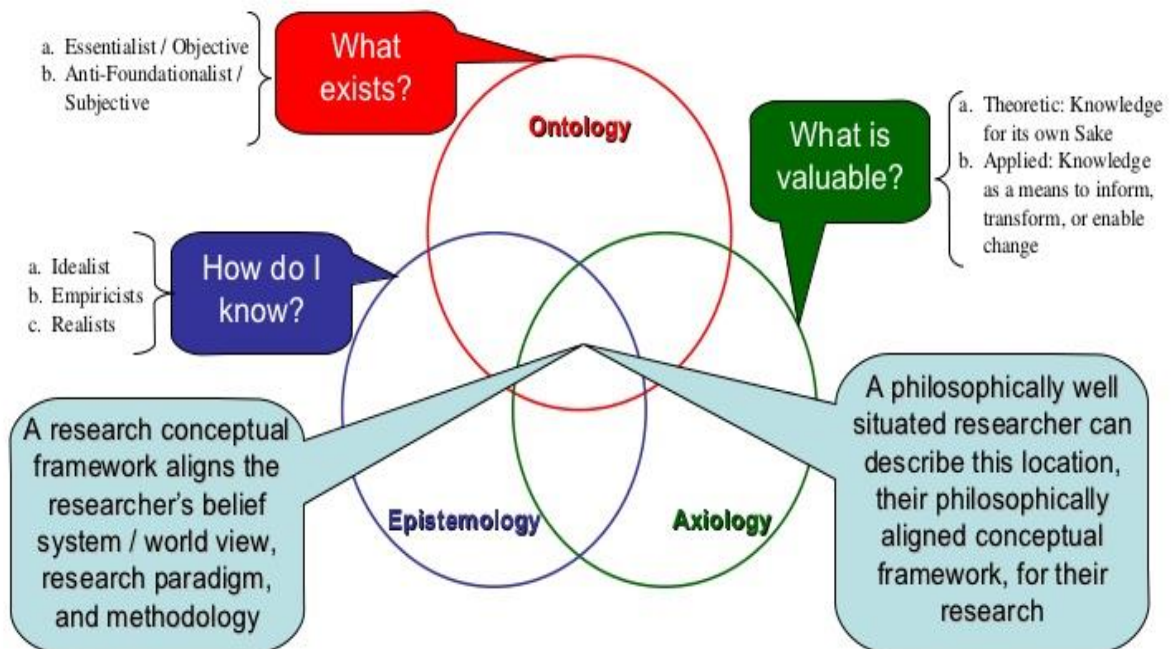 a. Essentialist / Objective
b. Anti-Foundationalist /
Subjective
What
exists?
Ontology
What is
valuable?
a. Theoretic: Knowledge
for its own Sake
b. Applied: Knowledge
as a means to inform,
transform, or enable
change
a. Idealist
b. Empiricists
c. Realists
How do I
know?
A research conceptual
framework aligns the
researcher's belief
system / world view,
research paradigm,
and methodology
Epistemology
Axiology
A philosophically well
situated researcher can
describe this location,
their philosophically
aligned conceptual
framework, for their
research